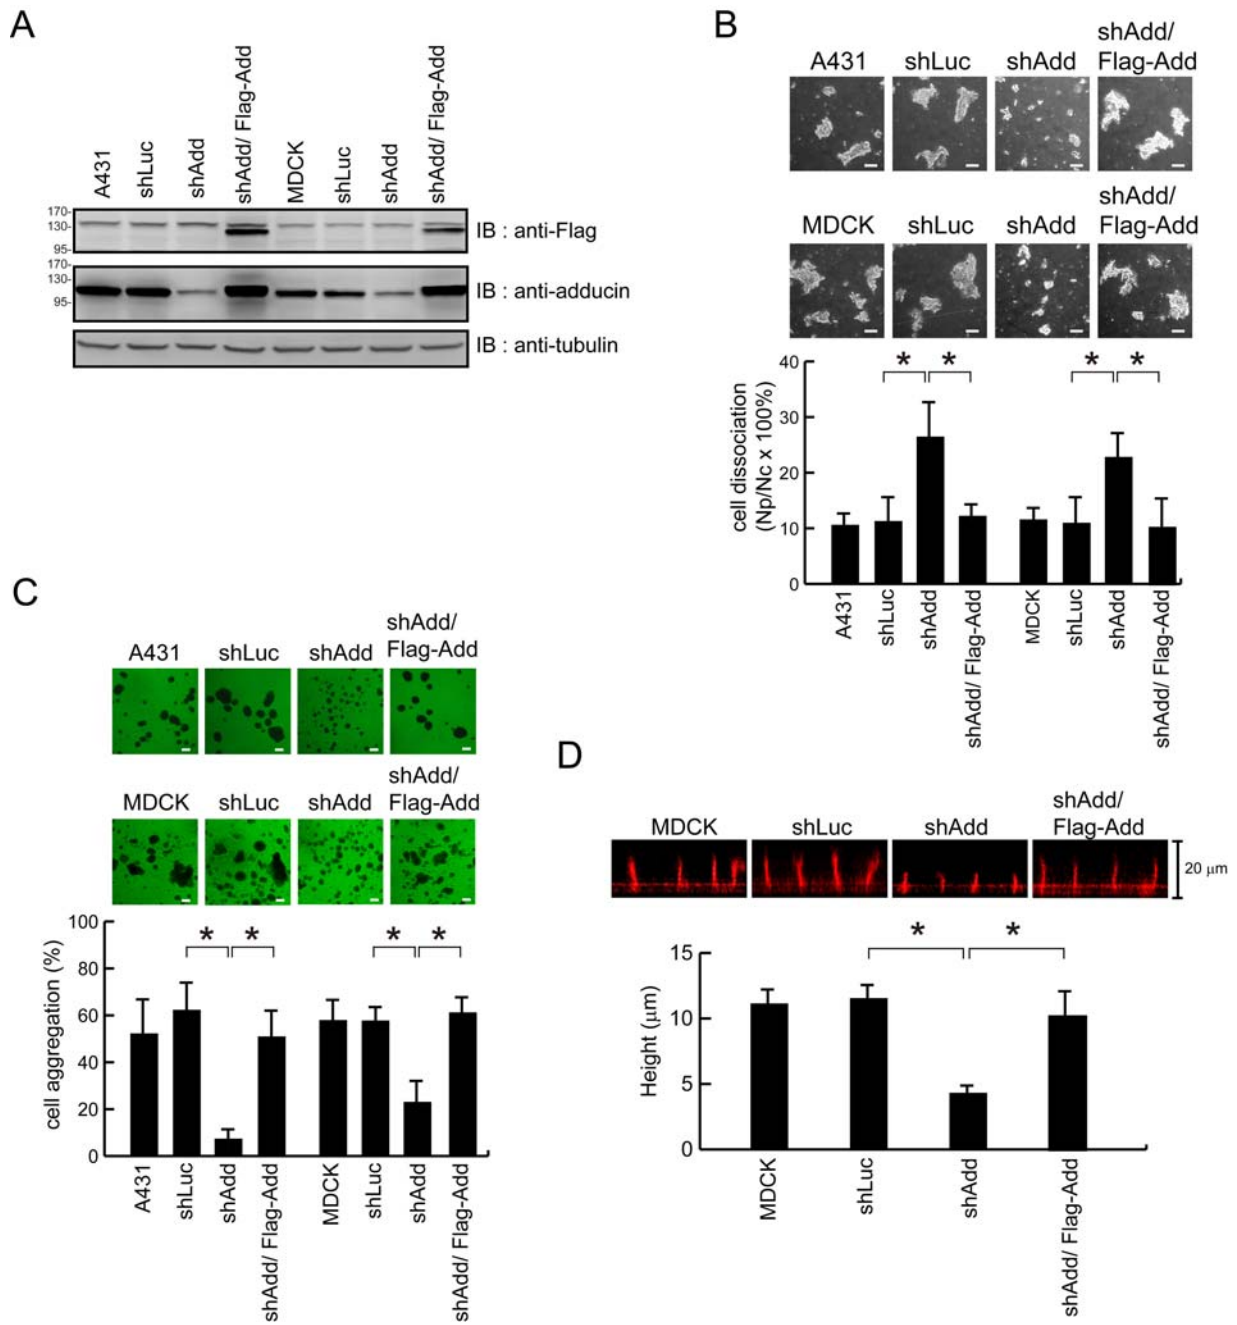 A
A431
shLuc
shAdd
shAdd/ Flag-Add
MDCK
shLuc
shAdd
shAdd/ Flag-Add
170-
130-
95-
IB : anti-Flag
170-
130-
95-
IB : anti-adducin
IB : anti-tubulin
B
A431 shLuc shAdd shAdd/
Flag-Add
MDCK shLuc shAdd shAdd/
Flag-Add
cell dissociation
(Np/Nc x 100%)
40
30
20
10
0
* * * *
A431
shLuc
shAdd
shAdd/ Flag-Add
MDCK
shLuc
shAdd
shAdd/ Flag-Add
C
A431 shLuc shAdd shAdd/
Flag-Add
MDCK shLuc shAdd shAdd/
Flag-Add
cell aggregation (%)
100
80
60
40
20
0
* * * *
A431
shLuc
shAdd
shAdd/ Flag-Add
MDCK
shLuc
shAdd
shAdd/ Flag-Add
D
MDCK shLuc shAdd shAdd/
Flag-Add
20 μm
Height (μm)
15
10
5
0
* *
MDCK
shLuc
shAdd
shAdd/ Flag-Add